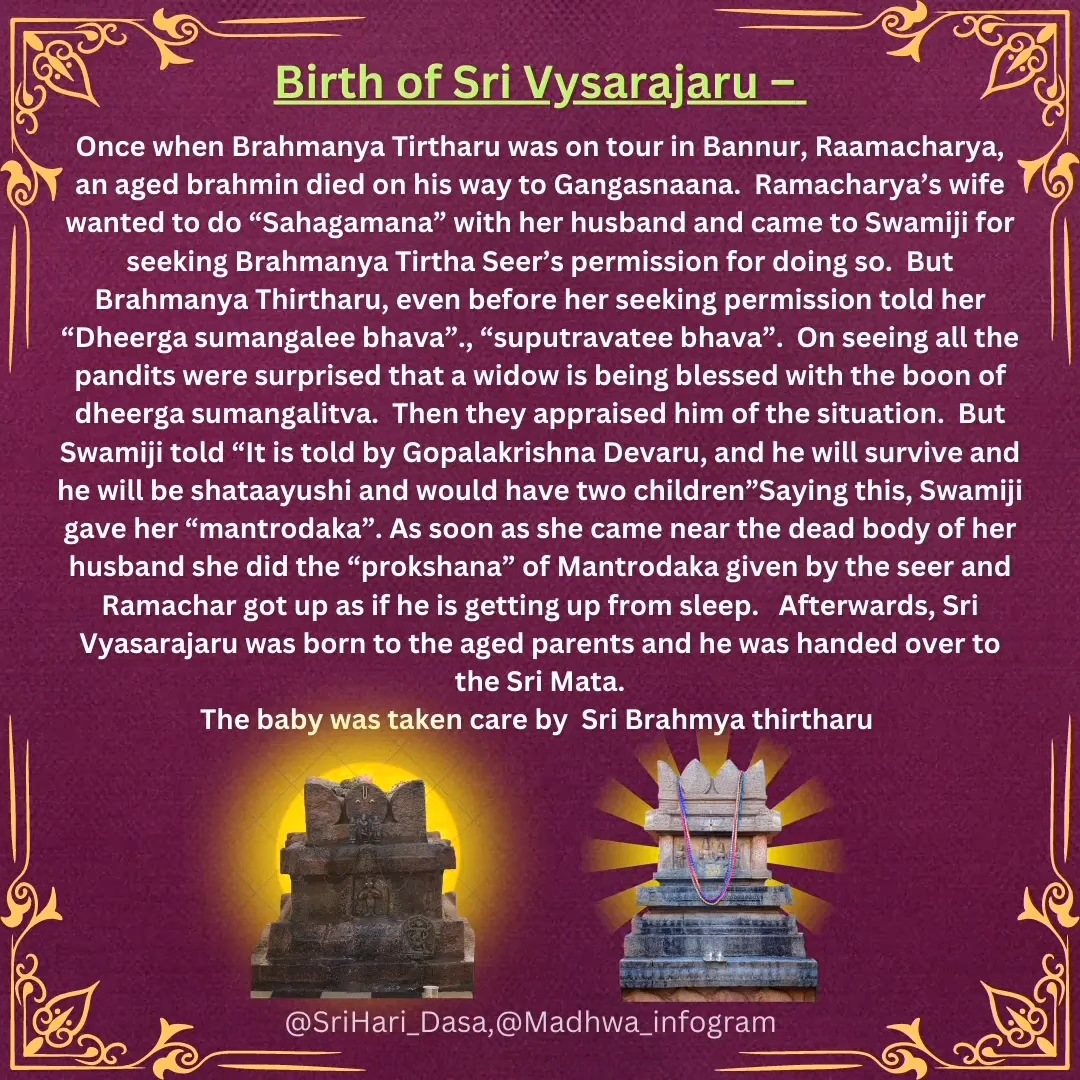 Birth of Sri Vysarajaru –
Once when Brahmanya Tirtharu was on tour in Bannur, Raamacharya,
an aged brahmin died on his way to Gangasnaana.  Ramacharya’s wife
wanted to do “Sahagamana” with her husband and came to Swamiji for
seeking Brahmanya Tirtha Seer’s permission for doing so.  But
Brahmanya Thirtharu, even before her seeking permission told her
“Dheerga sumangalee bhava”., “suputravatee bhava”.  On seeing all the
pandits were surprised that a widow is being blessed with the boon of
dheerga sumangalitva.  Then they appraised him of the situation.  But
Swamiji told “It is told by Gopalakrishna Devaru, and he will survive and
he will be shataayushi and would have two children”Saying this, Swamiji
gave her “mantrodaka”. As soon as she came near the dead body of her
husband she did the “prokshana” of Mantrodaka given by the seer and
Ramachar got up as if he is getting up from sleep.   Afterwards, Sri
Vyasarajaru was born to the aged parents and he was handed over to
the Sri Mata.
The baby was taken care by  Sri Brahmya thirtharu
@SriHari_Dasa,@Madhwa_infogram